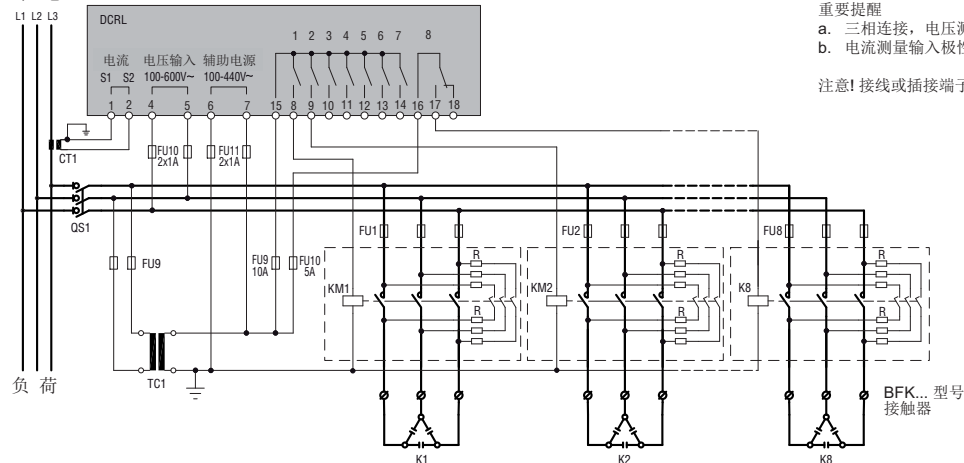 重要提醒
a. 三相连接，电压测
b. 电流测量输入极性
注意! 接线或插接端子
L1 L2 L3
DCRL
1 2 3 4 5 6 7 8
电流 电压输入 辅助电源
S1 S2 100-600V~ 100-440V~
1 2 4 5 6 7 15 8 9 10 11 12 13 14 16 17 18
CT1
FU10 FU11
2x1A 2x1A
QS1
FU9
FU9 FU10
10A 5A
FU1 FU2 FU8
R R R
KM1 KM2 K8
R R R
TC1
负 荷
BFK... 型号
接触器
K1 K2 K8